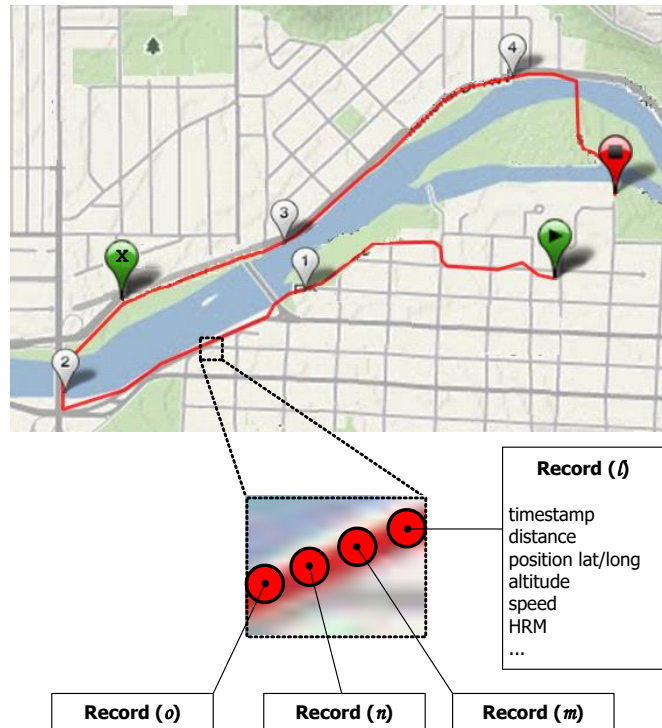 4
3
X
1
2
Record (l)
timestamp
distance
position lat/long
altitude
speed
HRM
...
Record (o)
Record (n)
Record (m)